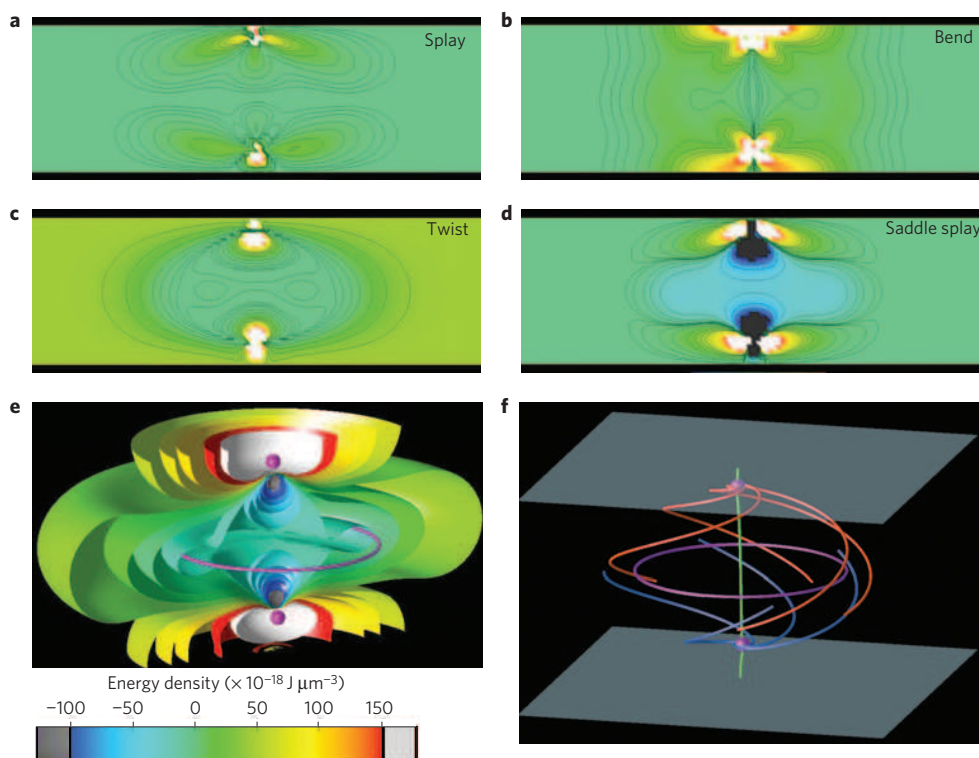 a
Splay
b
Bend
c
Twist
d
Saddle splay
e
f
Energy density (× 10⁻¹⁸ J μm⁻³)
−100 −50 0 50 100 150